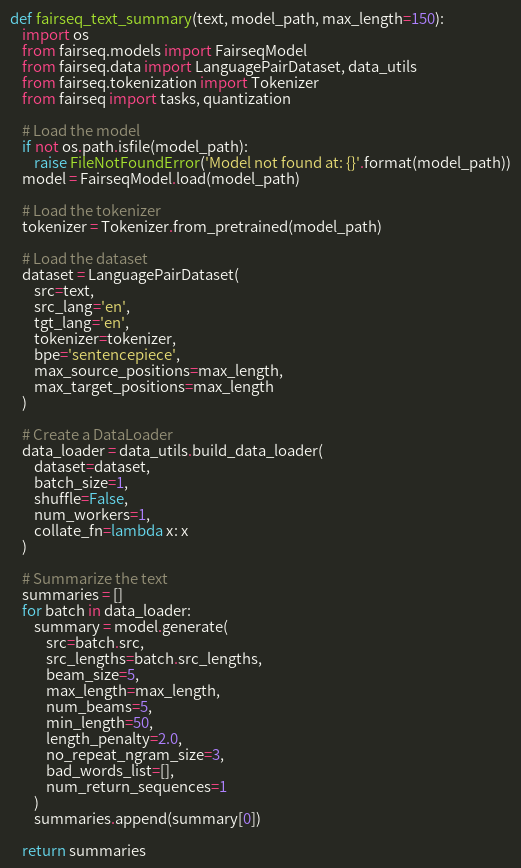 def fairseq_text_summary(text, model_path, max_length=150):
    import os
    from fairseq.models import FairseqModel
    from fairseq.data import LanguagePairDataset, data_utils
    from fairseq.tokenization import Tokenizer
    from fairseq import tasks, quantization

    # Load the model
    if not os.path.isfile(model_path):
        raise FileNotFoundError('Model not found at: {}'.format(model_path))
    model = FairseqModel.load(model_path)

    # Load the tokenizer
    tokenizer = Tokenizer.from_pretrained(model_path)

    # Load the dataset
    dataset = LanguagePairDataset(
        src=text,
        src_lang='en',
        tgt_lang='en',
        tokenizer=tokenizer,
        bpe='sentencepiece',
        max_source_positions=max_length,
        max_target_positions=max_length
    )

    # Create a DataLoader
    data_loader = data_utils.build_data_loader(
        dataset=dataset,
        batch_size=1,
        shuffle=False,
        num_workers=1,
        collate_fn=lambda x: x
    )

    # Summarize the text
    summaries = []
    for batch in data_loader:
        summary = model.generate(
            src=batch.src,
            src_lengths=batch.src_lengths,
            beam_size=5,
            max_length=max_length,
            num_beams=5,
            min_length=50,
            length_penalty=2.0,
            no_repeat_ngram_size=3,
            bad_words_list=[],
            num_return_sequences=1
        )
        summaries.append(summary[0])

    return summaries